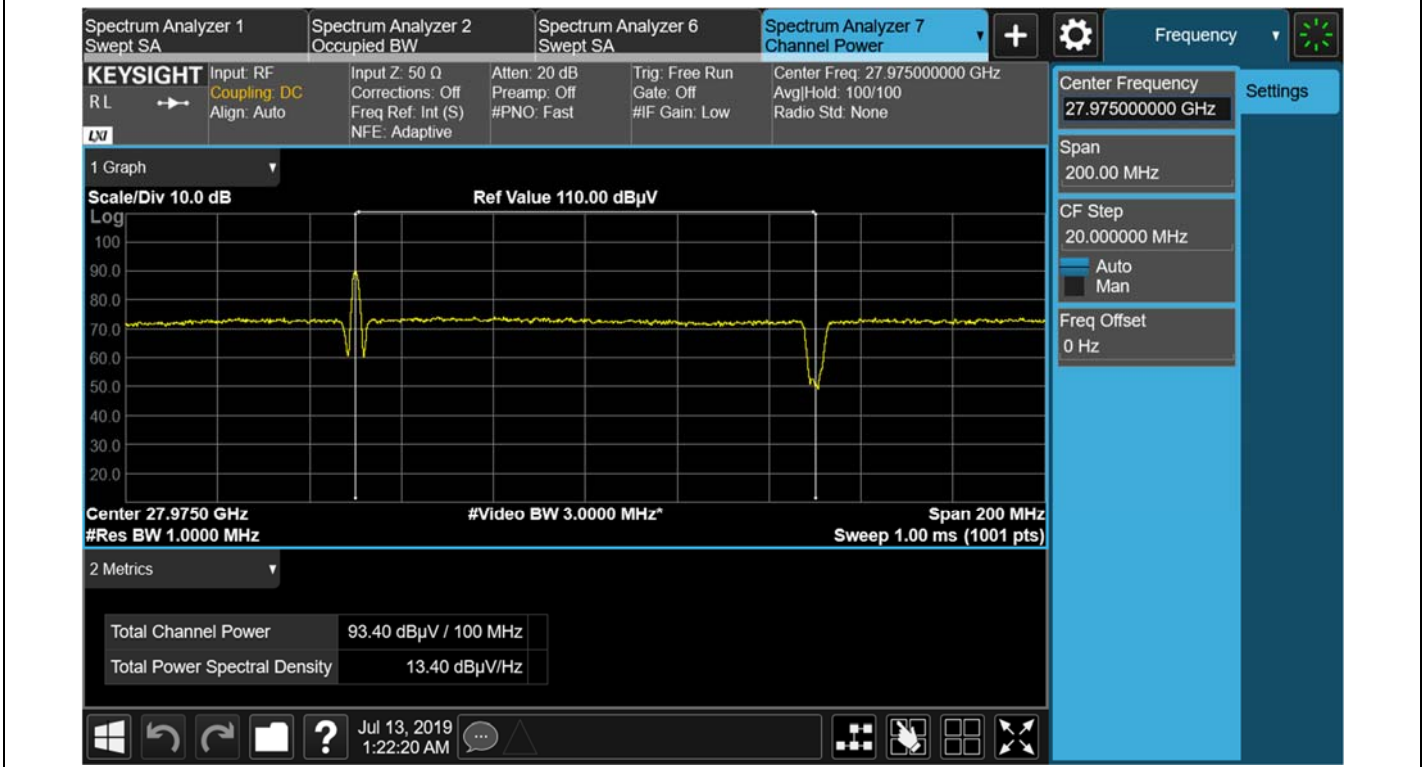 Spectrum Analyzer 1
Swept SA
Spectrum Analyzer 2
Occupied BW
Spectrum Analyzer 6
Swept SA
Spectrum Analyzer 7
Channel Power
Frequency
KEYSIGHT
R L
LXI
Input: RF
Coupling: DC
Align: Auto
Input Z: 50 Ω
Corrections: Off
Freq Ref: Int (S)
NFE: Adaptive
Atten: 20 dB
Preamp: Off
#PNO: Fast
Trig: Free Run
Gate: Off
#IF Gain: Low
Center Freq: 27.975000000 GHz
Avg|Hold: 100/100
Radio Std: None
Center Frequency
27.975000000 GHz
Settings
Span
200.00 MHz
CF Step
20.000000 MHz
Auto
Man
Freq Offset
0 Hz
1 Graph
Scale/Div 10.0 dB
Ref Value 110.00 dBµV
Log
100
90.0
80.0
70.0
60.0
50.0
40.0
30.0
20.0
Center 27.9750 GHz
#Video BW 3.0000 MHz*
Span 200 MHz
#Res BW 1.0000 MHz
Sweep 1.00 ms (1001 pts)
2 Metrics
Total Channel Power 93.40 dBµV / 100 MHz
Total Power Spectral Density 13.40 dBµV/Hz
Jul 13, 2019
1:22:20 AM